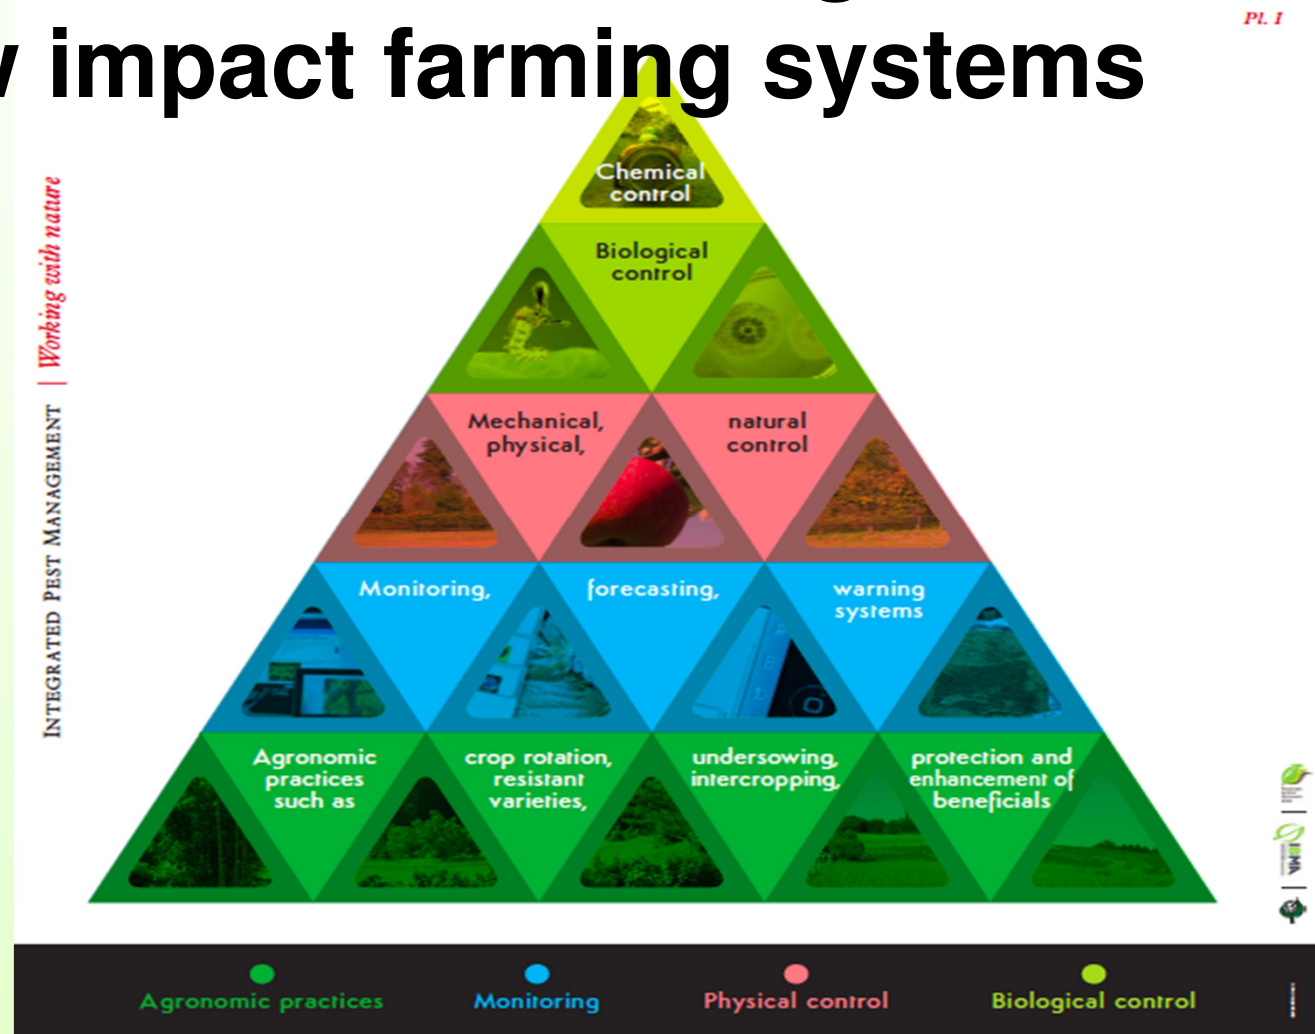 impact farming systems
Pl. I
Working with nature
INTEGRATED PEST MANAGEMENT
Chemical
control
Biological
control
Mechanical,
physical,
natural
control
Monitoring,
forecasting,
warning
systems
Agronomic
practices
such as
crop rotation,
resistant
varieties,
undersowing,
intercropping,
protection and
enhancement of
beneficials
IBMA
Agronomic practices
Monitoring
Physical control
Biological control